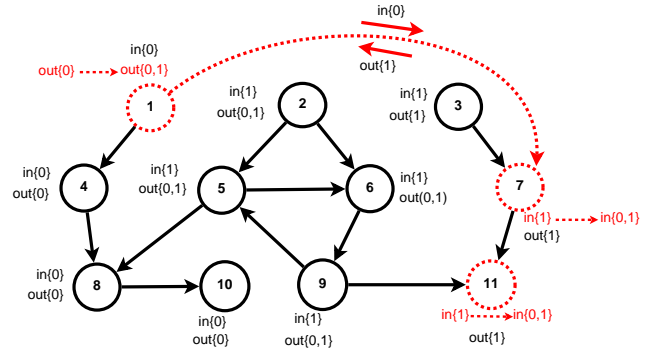 in{0}
in{0}
out{0} out{0,1}
out{1}
1
in{1}
out{0,1}
2
in{1}
out{1}
3
in{0}
out{0}
4
in{1}
out{0,1}
5
6
in{1}
out(0,1)
7
in{1} in{0,1}
out{1}
in{0}
out{0}
8
10
in{0}
out{0}
9
in{1}
out{0,1}
11
in{1} in{0,1}
out{1}